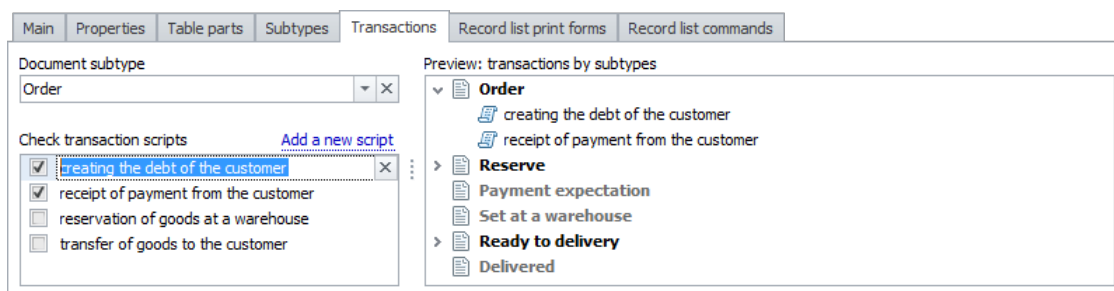 Main Properties Table parts Subtypes Transactions Record list print forms Record list commands
Document subtype
Order
Check transaction scripts Add a new script
creating the debt of the customer
receipt of payment from the customer
reservation of goods at a warehouse
transfer of goods to the customer
Preview: transactions by subtypes
Order
creating the debt of the customer
receipt of payment from the customer
Reserve
Payment expectation
Set at a warehouse
Ready to delivery
Delivered